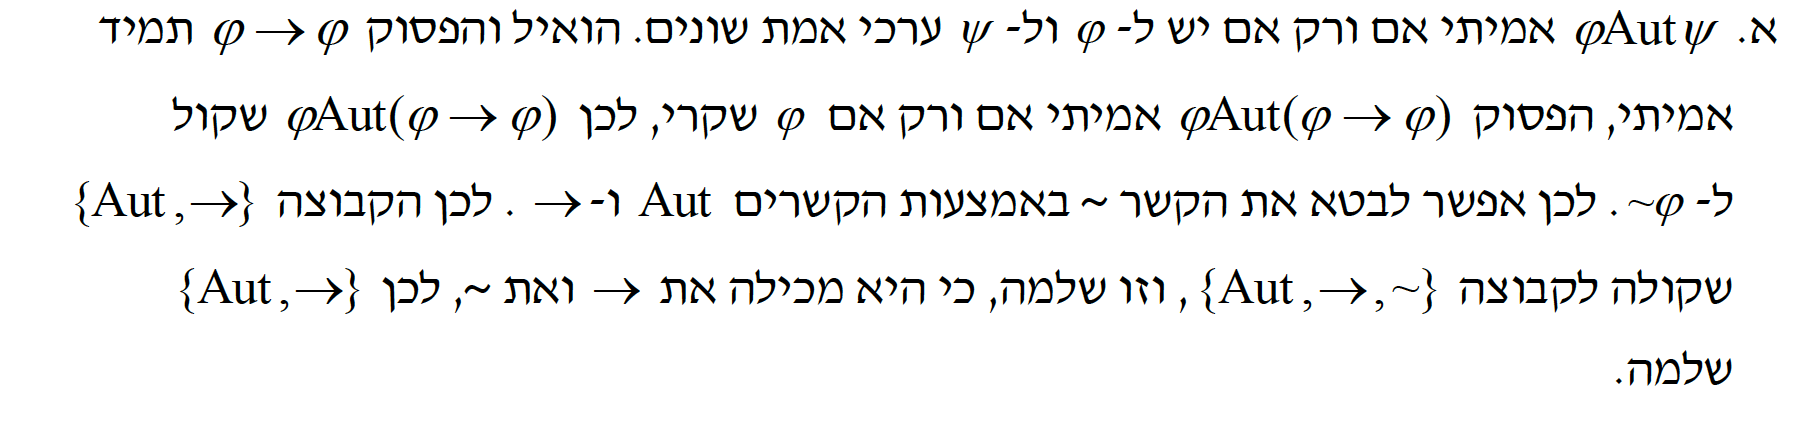 א. φAutψ אמיתי אם ורק אם יש ל- φ ול- ψ ערכי אמת שונים. הואיל והפסוק φ → φ תמיד
אמיתי, הפסוק φAut(φ → φ) אמיתי אם ורק אם φ שקרי, לכן φAut(φ → φ) שקול
ל- ~φ. לכן אפשר לבטא את הקשר ~ באמצעות הקשרים Aut ו- →. לכן הקבוצה {Aut,→}
שקולה לקבוצה {Aut,→,~}, וזו שלמה, כי היא מכילה את → ואת ~, לכן {Aut,→}
שלמה.